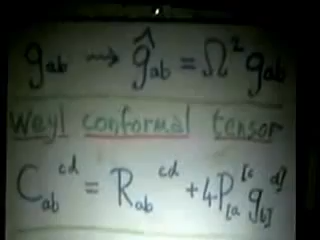 g_ab ⇝ ĝ_ab = Ω² g_ab
Weyl conformal tensor
C_ab^cd = R_ab^cd + 4P_[a^[c g_b]^d]